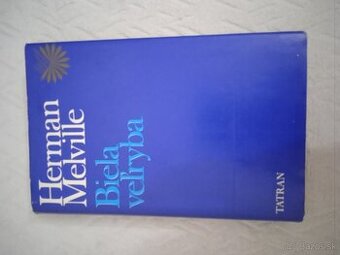 Herman
Melville
Biela
veľryba
TATRAN